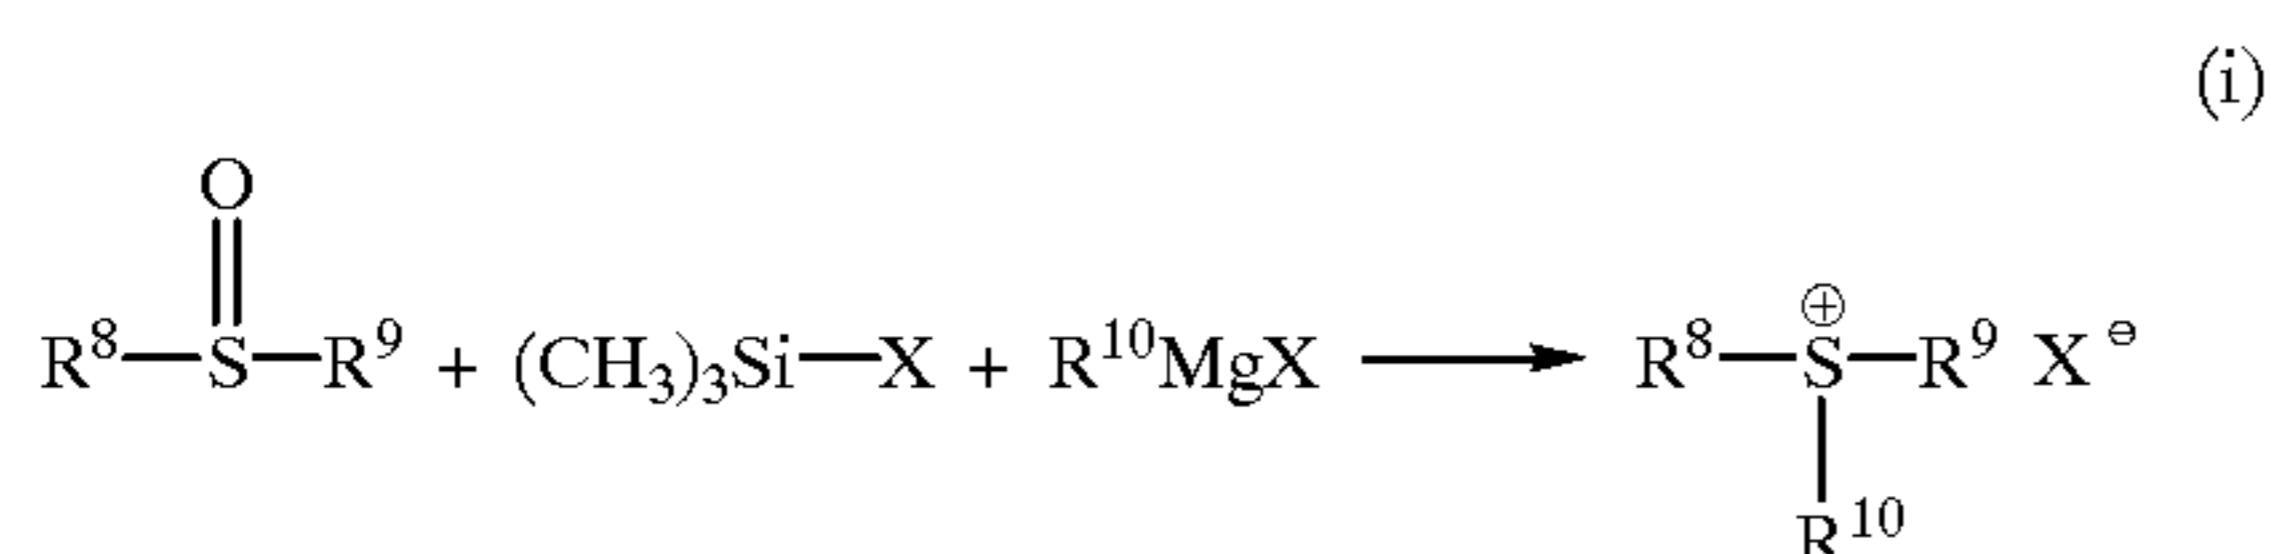 (i)
O
R⁸—S—R⁹ + (CH₃)₃Si—X + R¹⁰MgX ⟶ R⁸—S—R⁹ X ⊖
⊕
R¹⁰